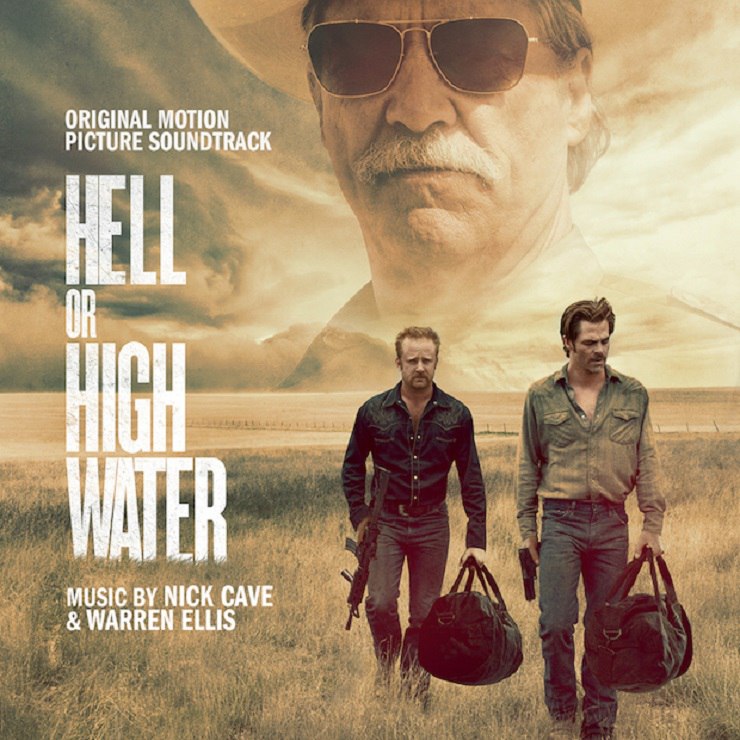 ORIGINAL MOTION
PICTURE SOUNDTRACK
HELL
OR
HIGH
WATER
MUSIC BY NICK CAVE
& WARREN ELLIS